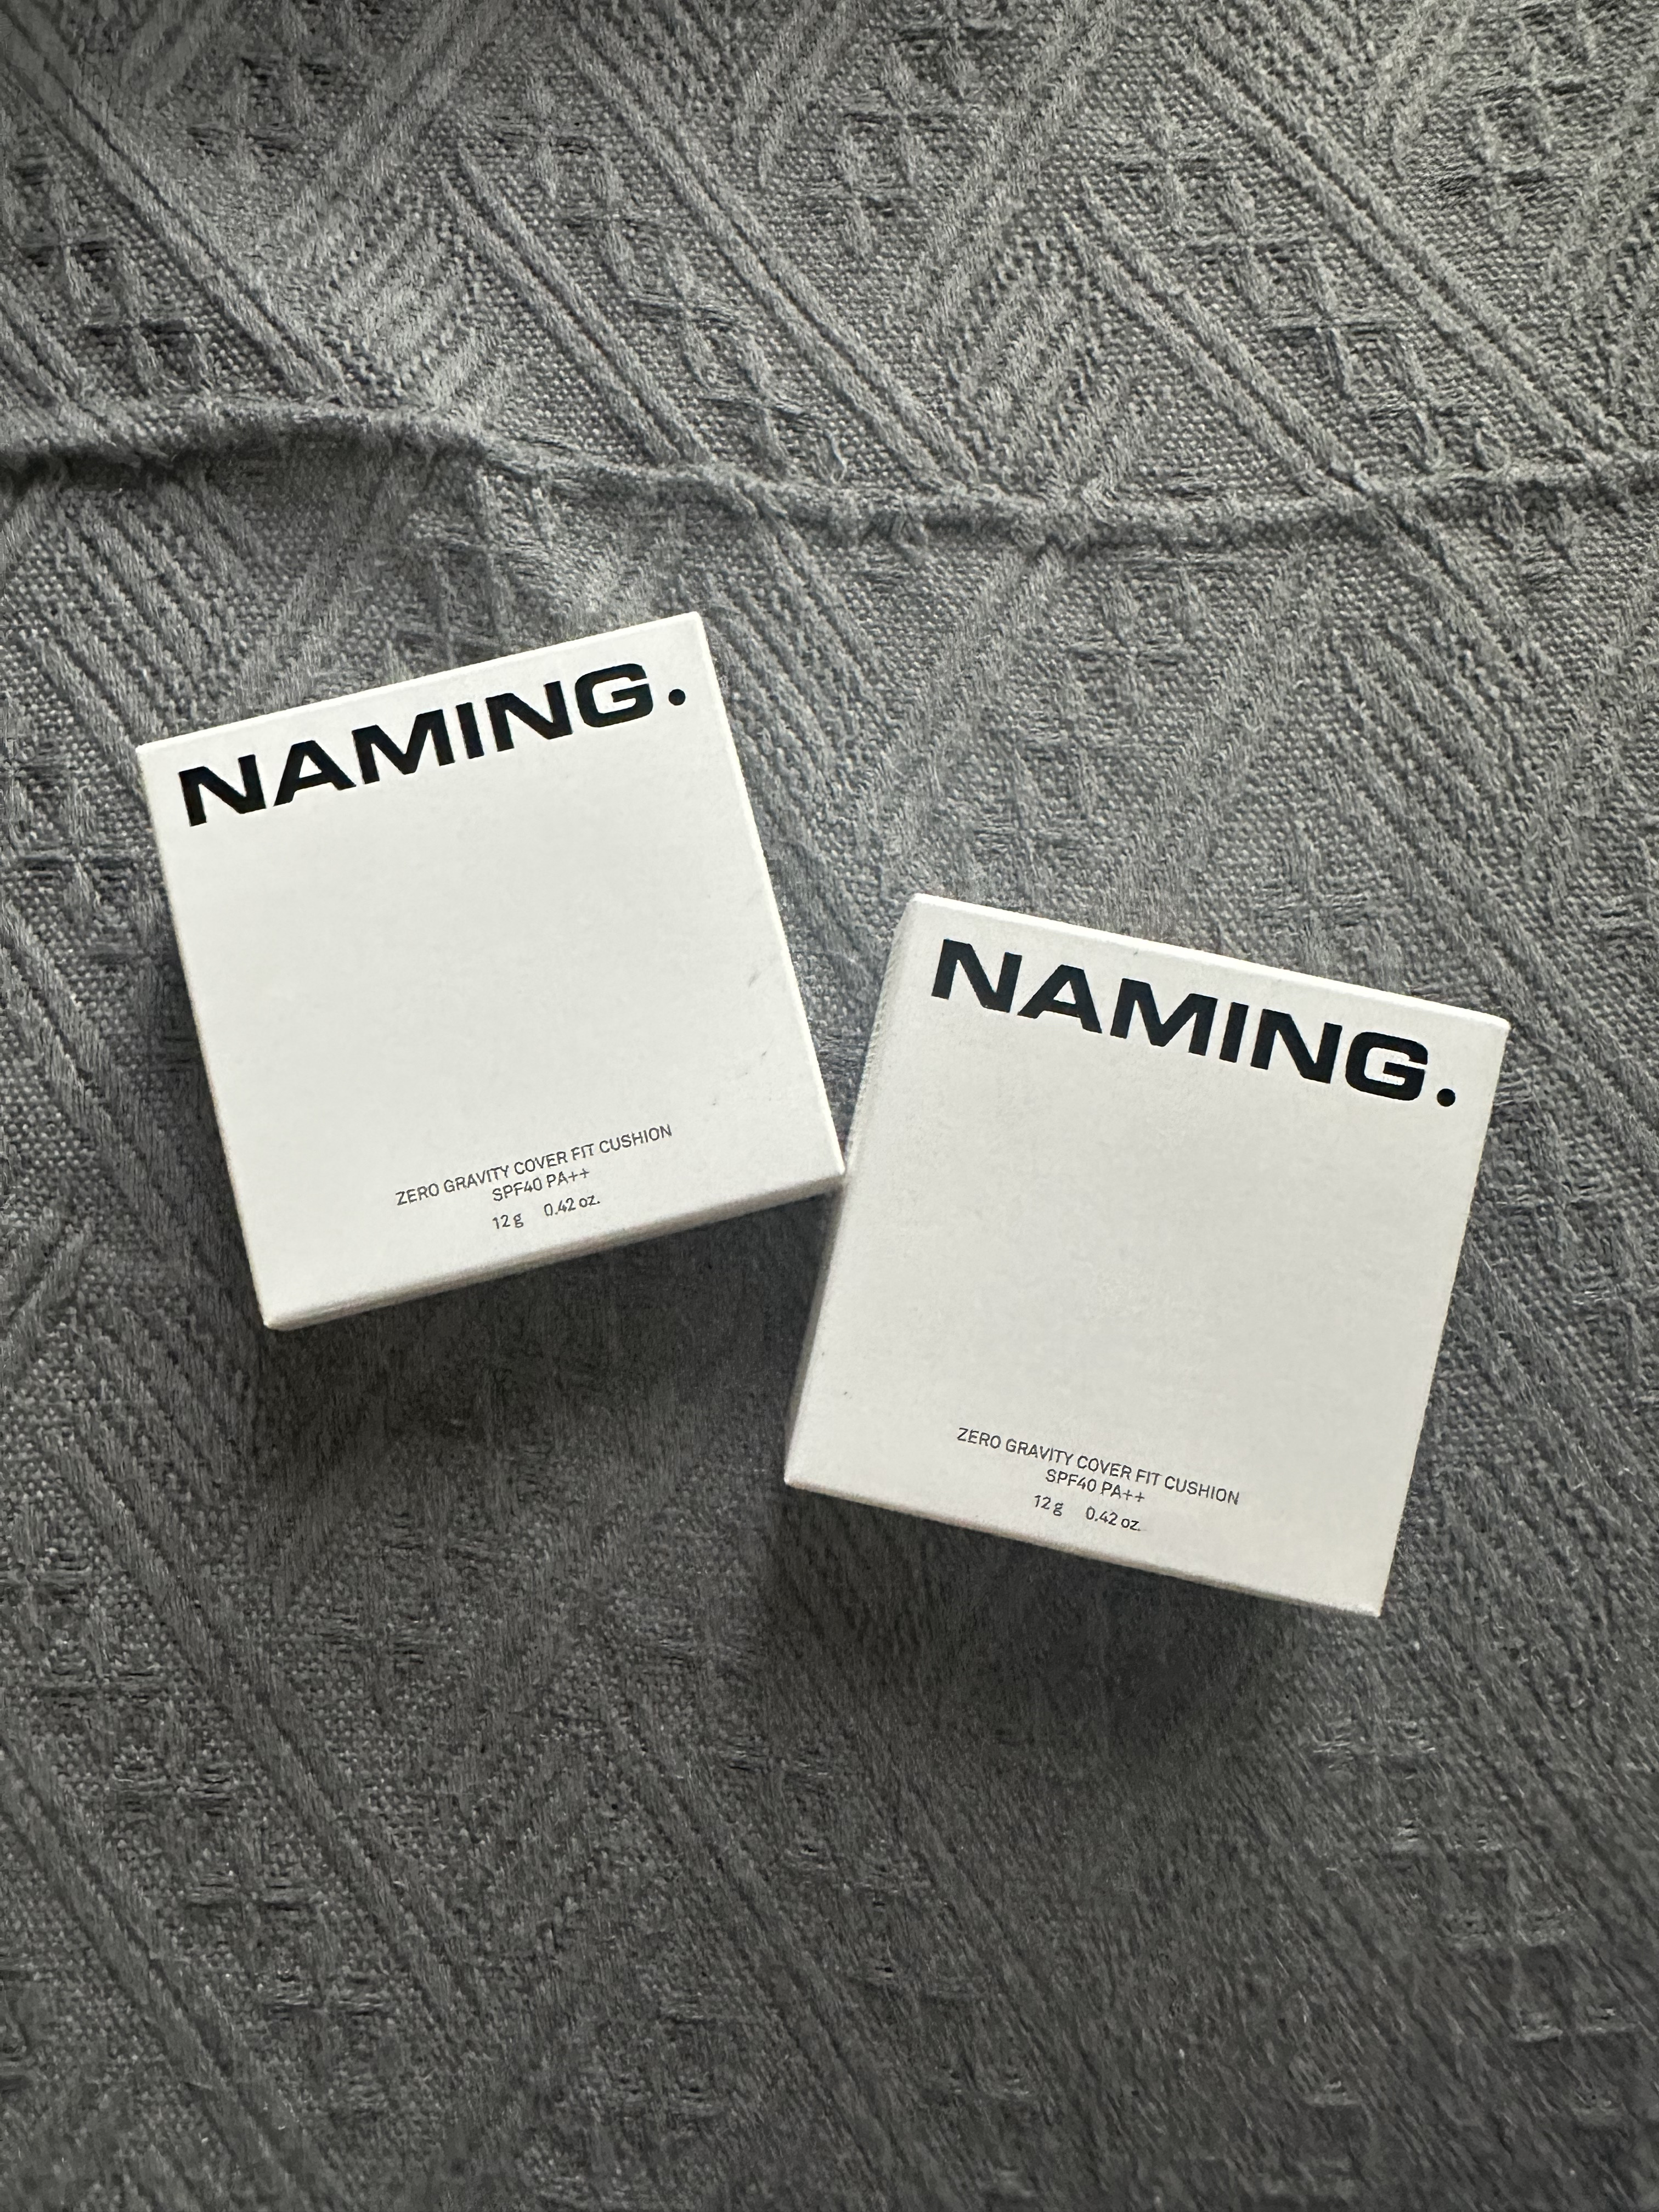 NAMING.
ZERO GRAVITY COVER FIT CUSHION
SPF40 PA++
12 g 0.42 oz.
NAMING.
ZERO GRAVITY COVER FIT CUSHION
SPF40 PA++
12 g 0.42 oz.